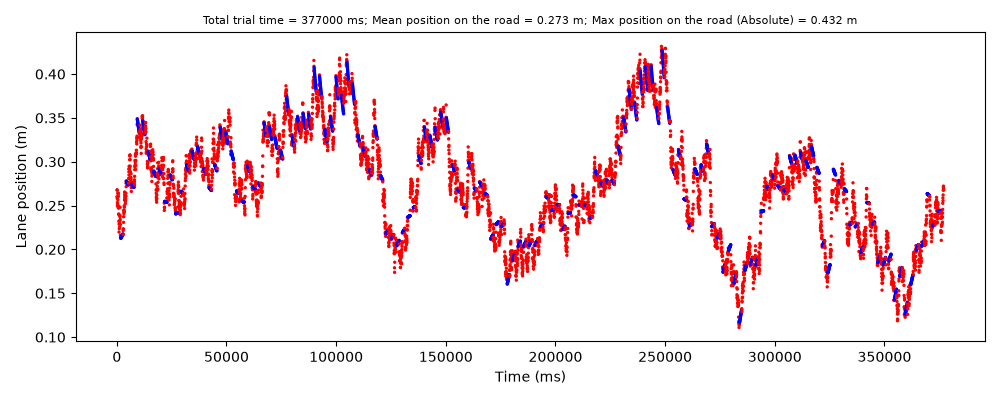 Total trial time = 377000 ms; Mean position on the road = 0.273 m; Max position on the road (Absolute) = 0.432 m
0.40
0.35
0.30
0.25
0.20
0.15
0.10
Lane position (m)
0 50000 100000 150000 200000 250000 300000 350000
Time (ms)